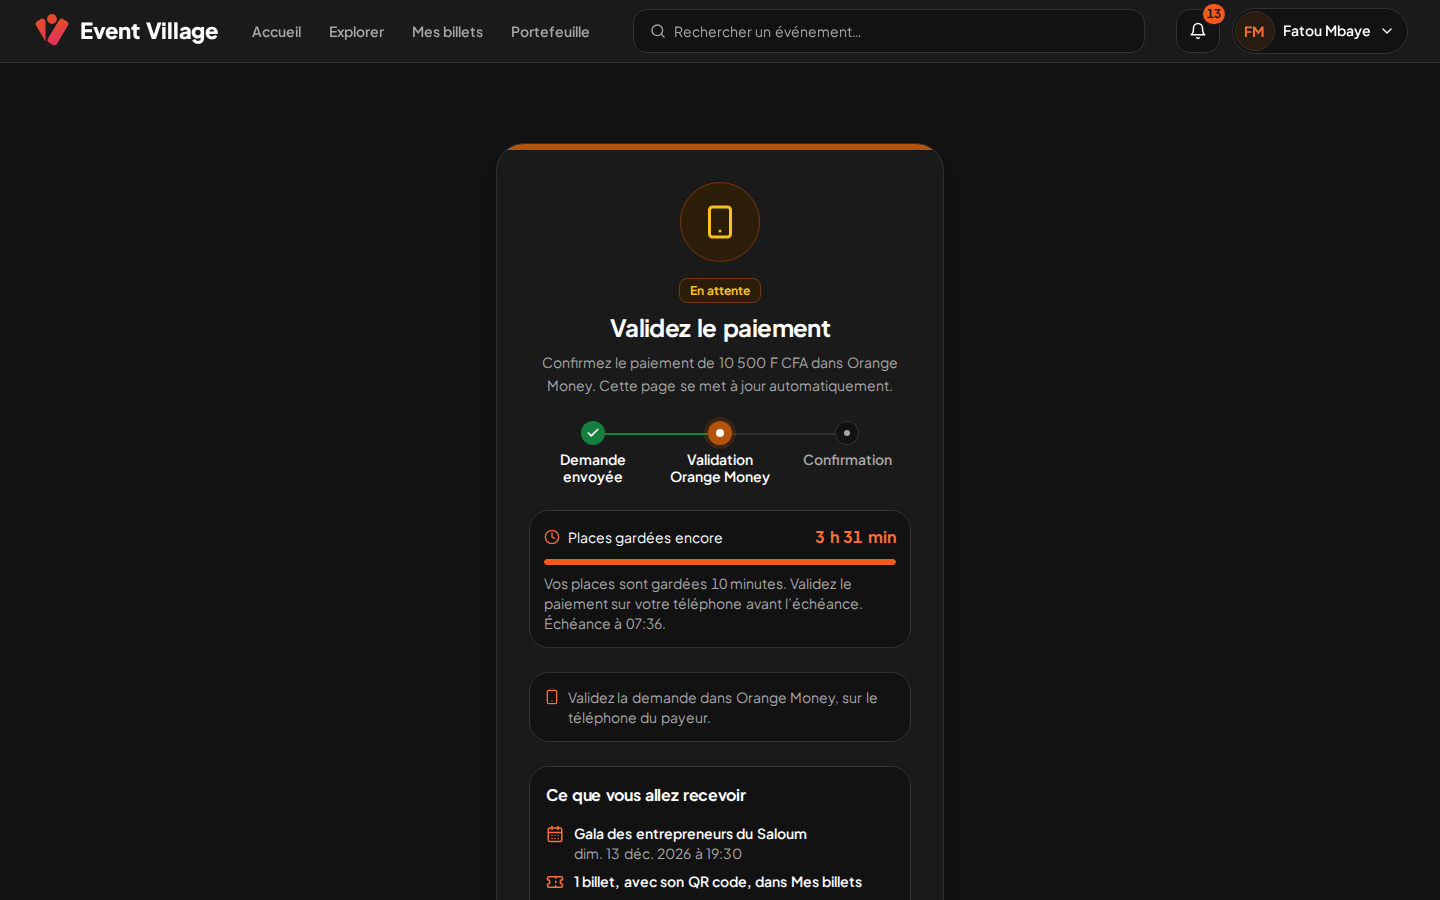 Event Village
Accueil
Explorer
Mes billets
Portefeuille
Rechercher un événement…
13
FM
Fatou Mbaye
En attente
Validez le paiement
Confirmez le paiement de 10 500 F CFA dans Orange
Money. Cette page se met à jour automatiquement.
Demande
envoyée
Validation
Orange Money
Confirmation
Places gardées encore
3 h 31 min
Vos places sont gardées 10 minutes. Validez le
paiement sur votre téléphone avant l'échéance.
Échéance à 07:36.
Validez la demande dans Orange Money, sur le
téléphone du payeur.
Ce que vous allez recevoir
Gala des entrepreneurs du Saloum
dim. 13 déc. 2026 à 19:30
1 billet, avec son QR code, dans Mes billets